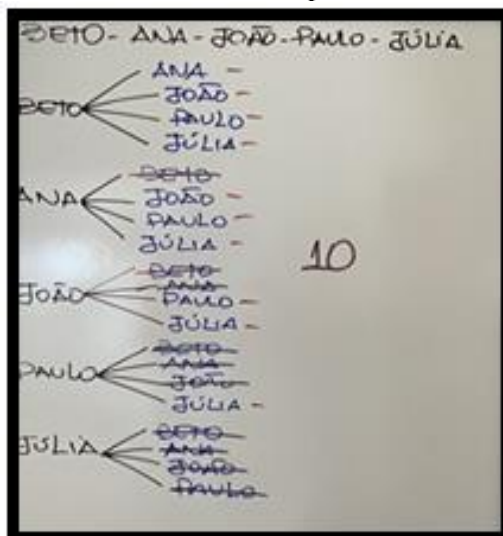 BETO - ANA - JOÃO - PAULO - JÚLIA
BETO
ANA -
JOÃO -
PAULO -
JÚLIA -
ANA
BETO
JOÃO -
PAULO -
JÚLIA -
10
JOÃO
BETO
ANA
PAULO -
JÚLIA -
PAULO
BETO
ANA
JOÃO
JÚLIA -
JÚLIA
BETO
ANA
JOÃO
PAULO